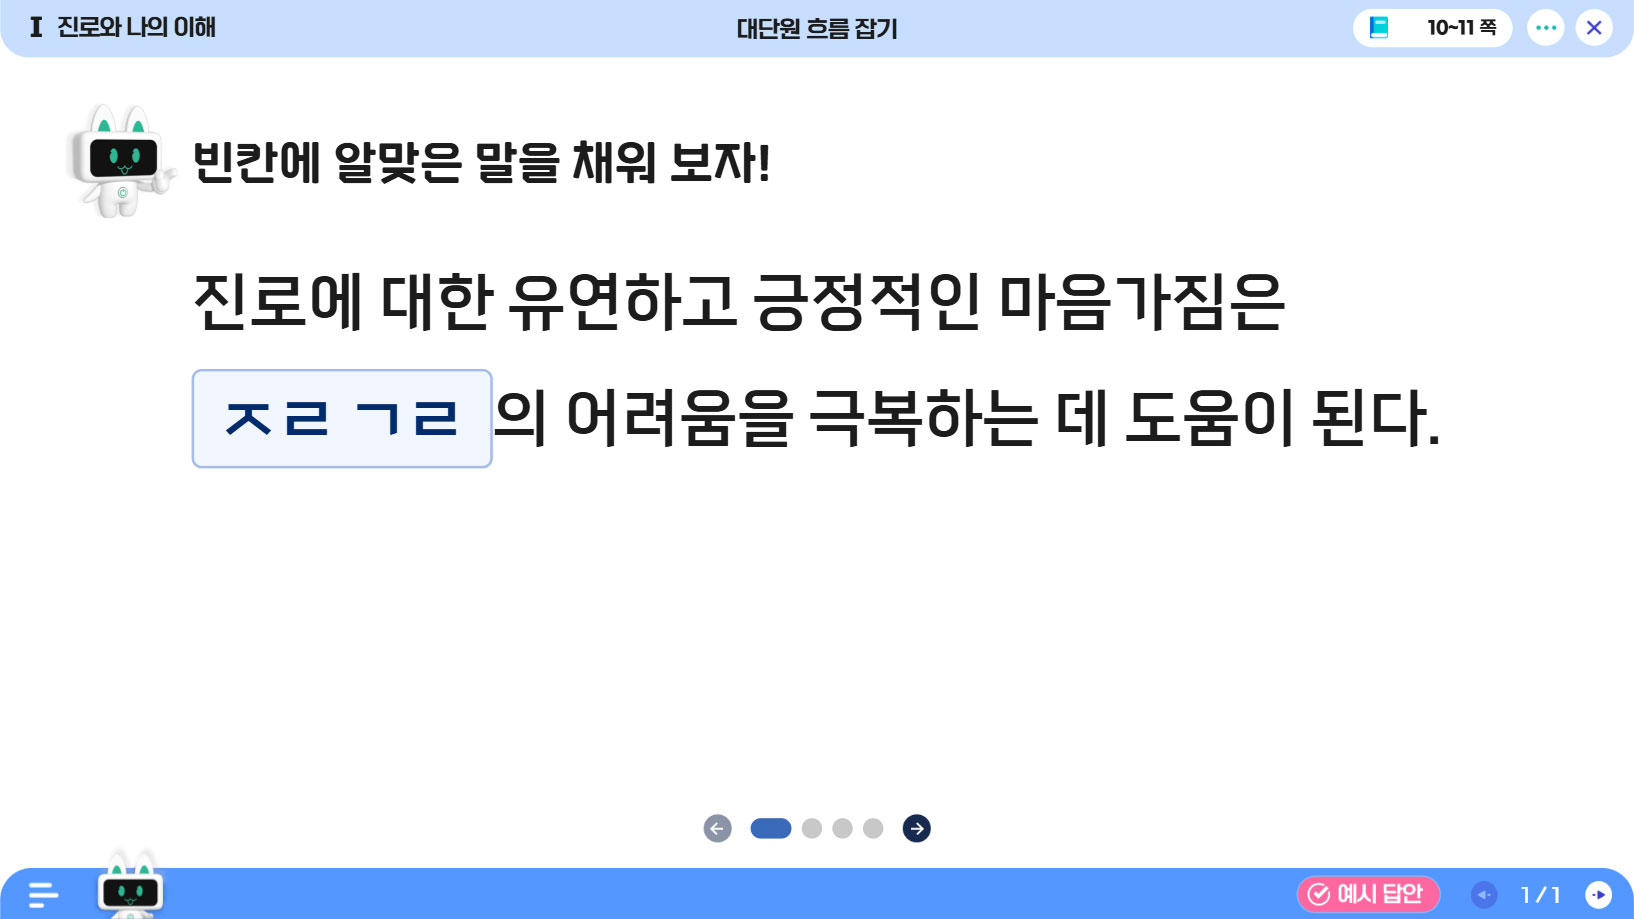 I 진로와 나의 이해
대단원 흐름 잡기
10~11 쪽
빈칸에 알맞은 말을 채워 보자!
진로에 대한 유연하고 긍정적인 마음가짐은
ㅈㄹ ㄱㄹ의 어려움을 극복하는 데 도움이 된다.
예시 답안
1 / 1